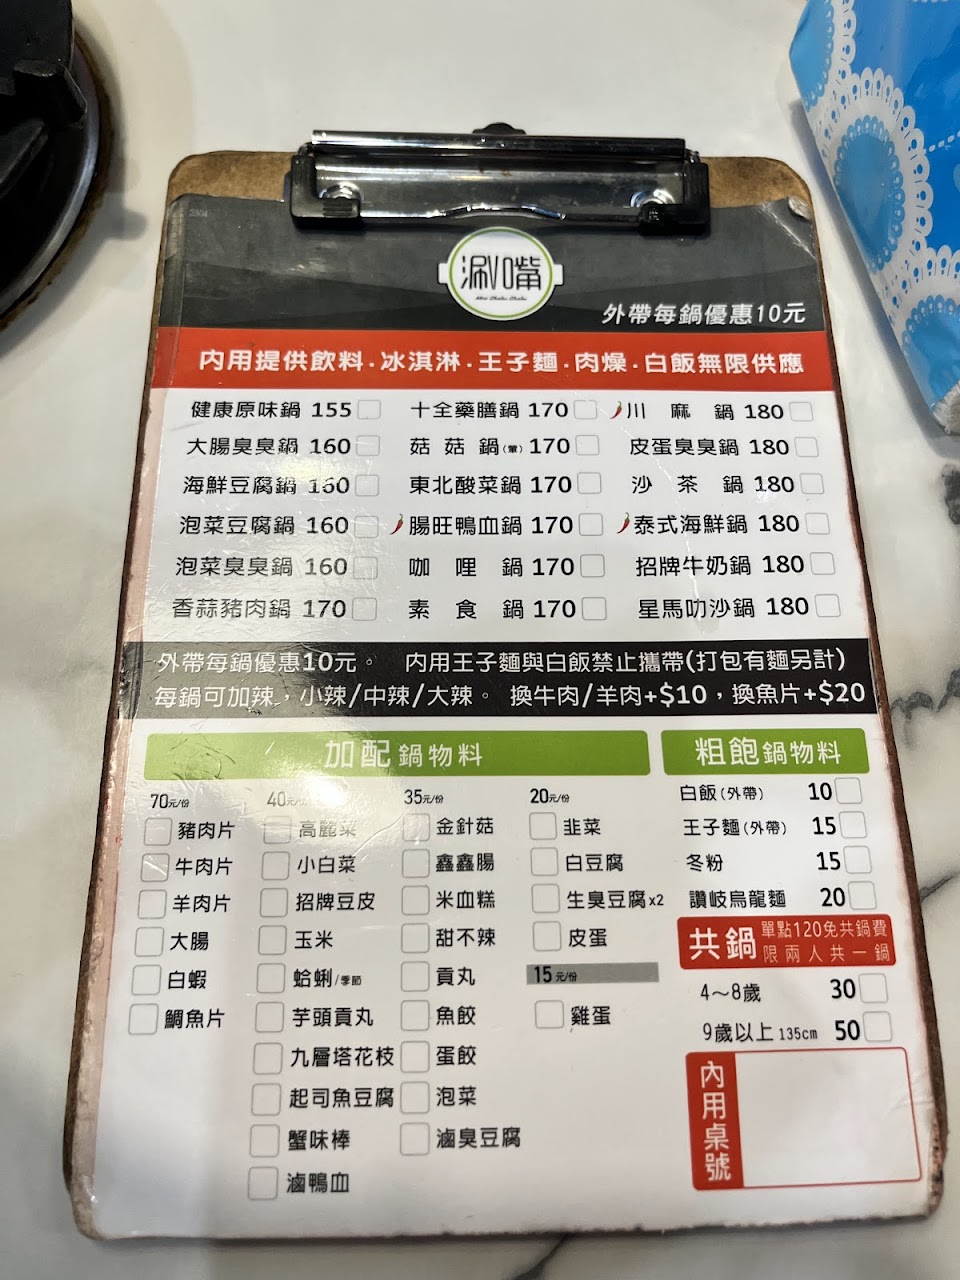 2304
涮嘴
外帶每鍋優惠10元
內用提供飲料.冰淇淋.王子麵.肉燥.白飯無限供應
健康原味鍋 155 十全藥膳鍋 170 川麻鍋 180
大腸臭臭鍋 160 菇菇鍋(葷) 170 皮蛋臭臭鍋 180
海鮮豆腐鍋 160 東北酸菜鍋 170 沙茶鍋 180
泡菜豆腐鍋 160 腸旺鴨血鍋 170 泰式海鮮鍋 180
泡菜臭臭鍋 160 咖哩鍋 170 招牌牛奶鍋 180
香蒜豬肉鍋 170 素食鍋 170 星馬叻沙鍋 180
外帶每鍋優惠10元。 內用王子麵與白飯禁止攜帶(打包有麵另計)
每鍋可加辣，小辣/中辣/大辣。 換牛肉/羊肉+$10，換魚片+$20
加配鍋物料 粗飽鍋物料
70元/份 40元/份 35元/份 20元/份 白飯(外帶) 10
豬肉片 高麗菜 金針菇 韭菜 王子麵(外帶) 15
牛肉片 小白菜 鑫鑫腸 白豆腐 冬粉 15
羊肉片 招牌豆皮 米血糕 生臭豆腐x2 讚岐烏龍麵 20
大腸 玉米 甜不辣 皮蛋 共鍋 單點120免共鍋費
限兩人共一鍋
白蝦 蛤蜊/季節 貢丸 15元/份 4～8歲 30
鯛魚片 芋頭貢丸 魚餃 雞蛋 9歲以上135cm 50
九層塔花枝 蛋餃
起司魚豆腐 泡菜
蟹味棒 滷臭豆腐
滷鴨血
內用桌號